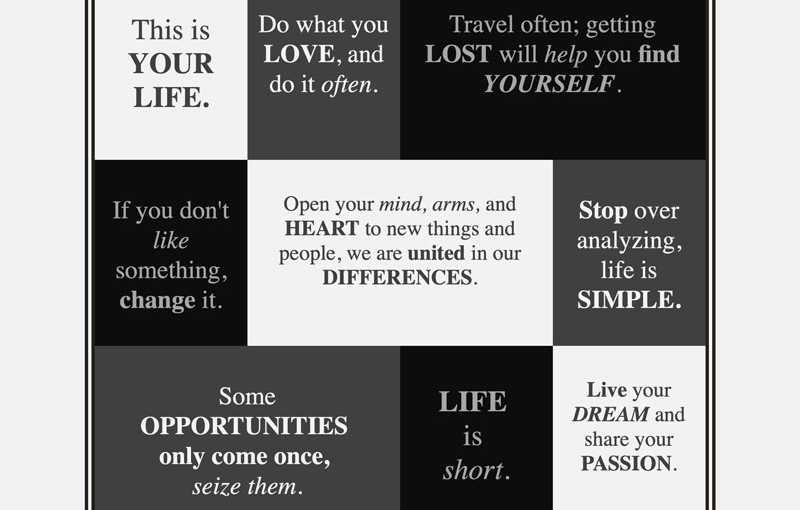 This is
YOUR
LIFE.
Do what you
LOVE, and
do it often.
Travel often; getting
LOST will help you find
YOURSELF.
If you don't
like
something,
change it.
Open your mind, arms, and
HEART to new things and
people, we are united in our
DIFFERENCES.
Stop over
analyzing,
life is
SIMPLE.
Some
OPPORTUNITIES
only come once,
seize them.
LIFE
is
short.
Live your
DREAM and
share your
PASSION.